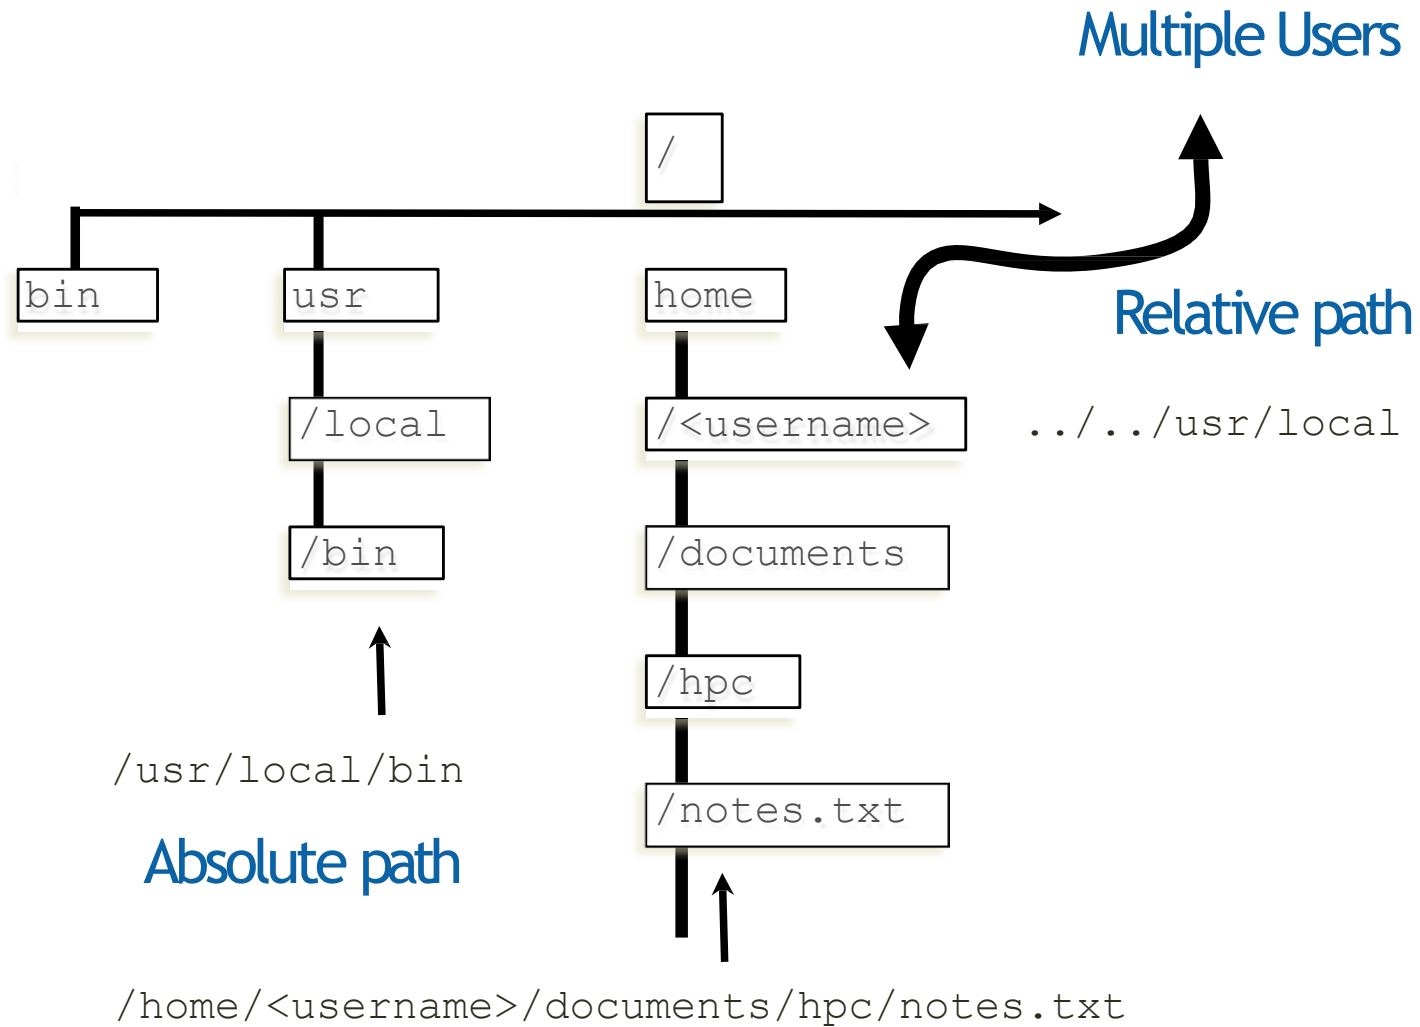 Multiple Users
/
bin
usr
home
Relative path
/local
/<username>
../../usr/local
/bin
/documents
/hpc
/usr/local/bin
/notes.txt
Absolute path
/home/<username>/documents/hpc/notes.txt